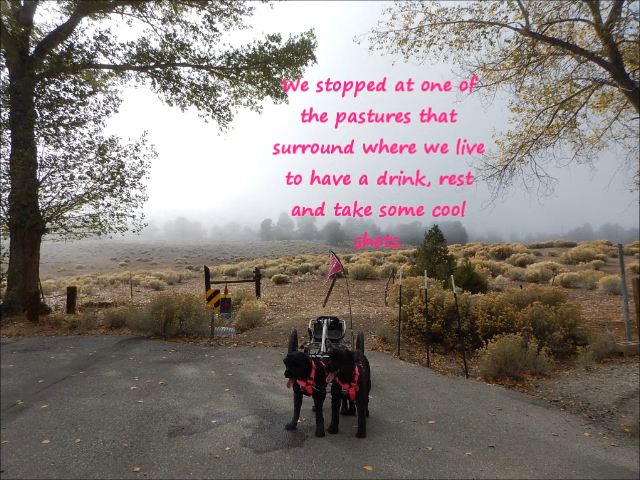 We stopped at one of
the pastures that
surround where we live
to have a drink, rest
and take some cool
shots.